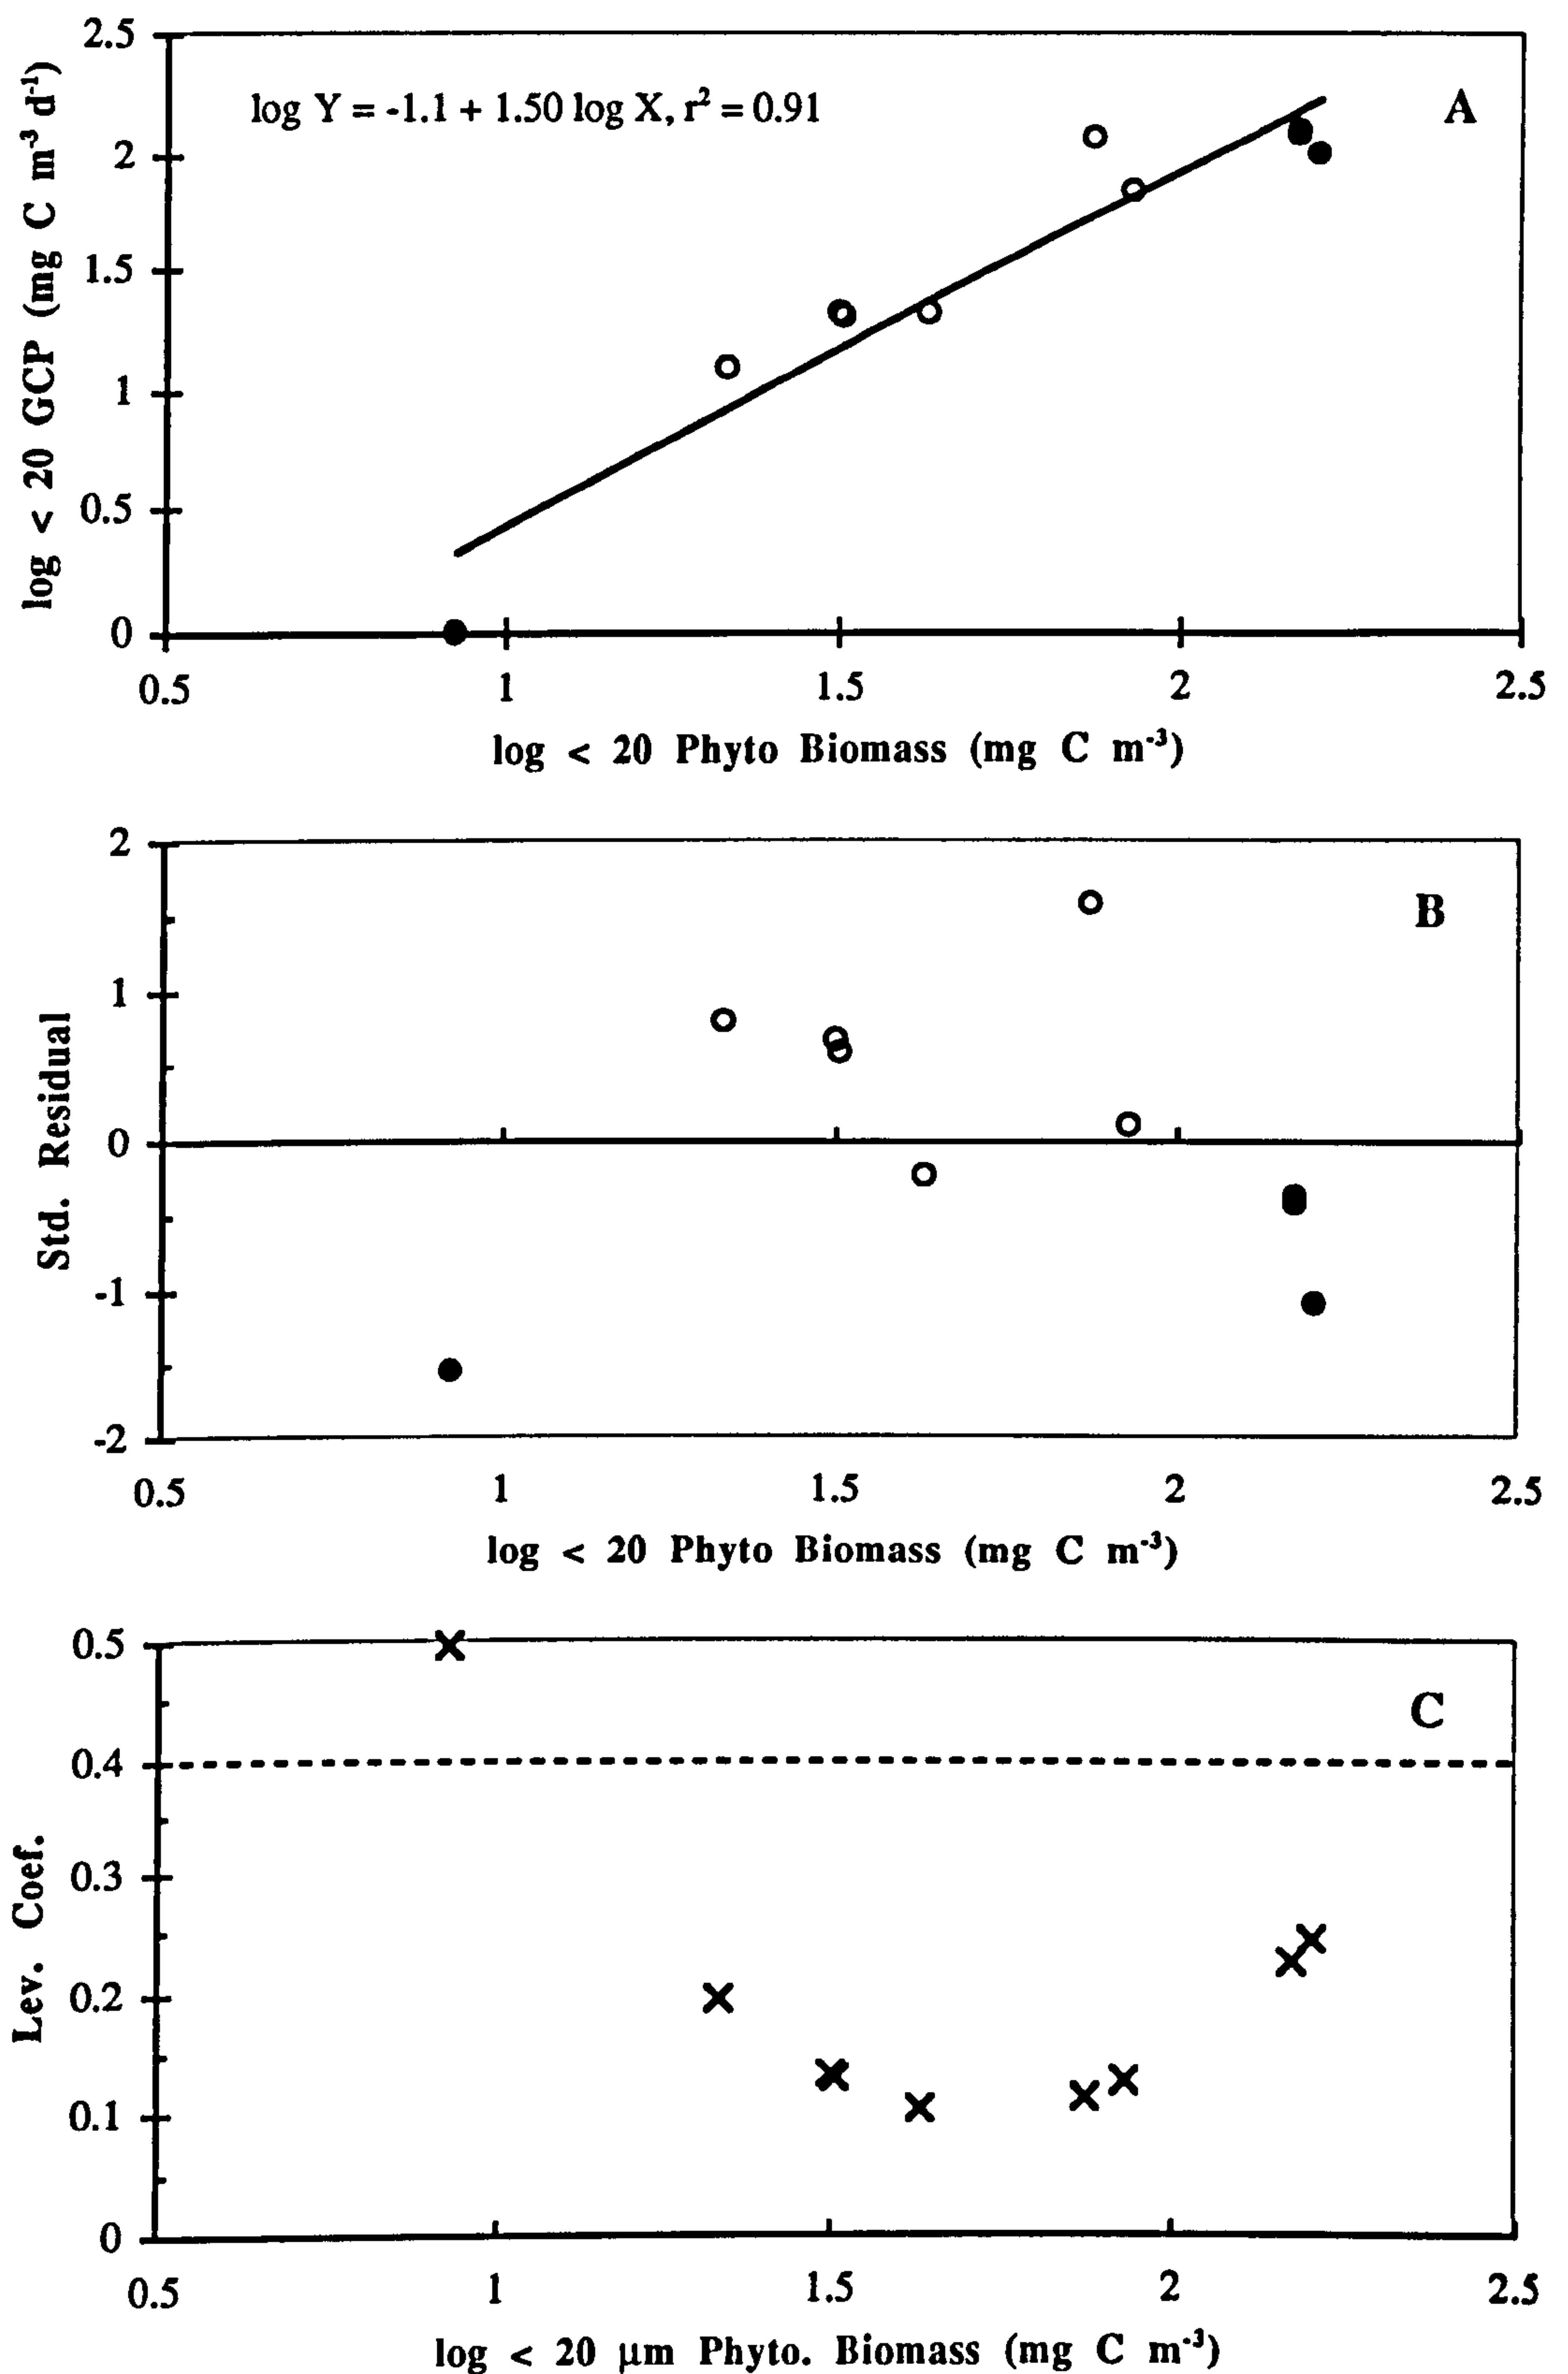 2.5
log Y = -1.1 + 1.50 log X, r² = 0.91
A
2
1.5
1
0.5
0
log < 20 GCP (mg C m⁻³ d⁻¹)
0.5 1 1.5 2 2.5
log < 20 Phyto Biomass (mg C m⁻³)
2
B
1
0
-1
-2
Std. Residual
0.5 1 1.5 2 2.5
log < 20 Phyto Biomass (mg C m⁻³)
0.5
C
0.4
0.3
0.2
0.1
0
Lev. Coef.
0.5 1 1.5 2 2.5
log < 20 µm Phyto. Biomass (mg C m⁻³)